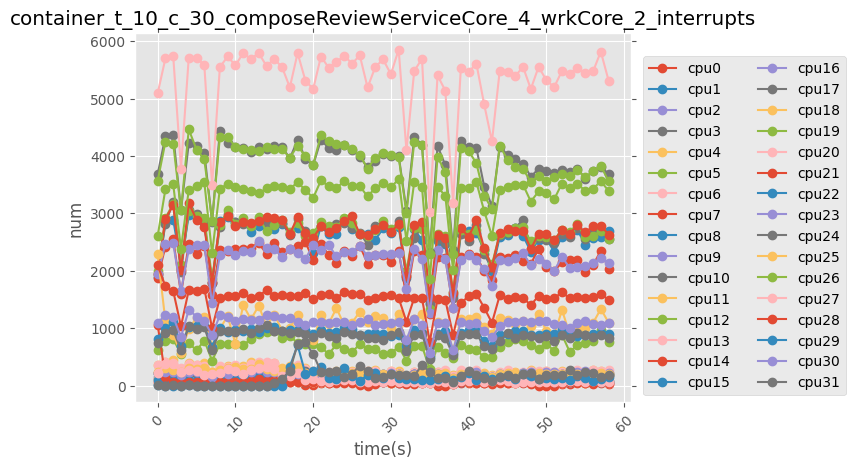 container_t_10_c_30_composeReviewServiceCore_4_wrkCore_2_interrupts
6000
5000
4000
3000
2000
1000
0
num
0
10
20
30
40
50
60
time(s)
cpu0
cpu1
cpu2
cpu3
cpu4
cpu5
cpu6
cpu7
cpu8
cpu9
cpu10
cpu11
cpu12
cpu13
cpu14
cpu15
cpu16
cpu17
cpu18
cpu19
cpu20
cpu21
cpu22
cpu23
cpu24
cpu25
cpu26
cpu27
cpu28
cpu29
cpu30
cpu31